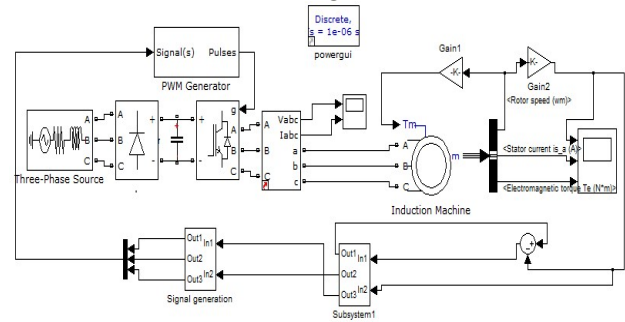 Discrete,
s = 1e-06 s
powergui
Signal(s) Pulses
PWM Generator
Gain1
-K-
K-
Gain2
<Rotor speed (wm)>
A
B
C
A
B
C
Three-Phase Source
A
B
C
+
-
+
-
g
A
B
C
A
B
C
Vabc
Iabc
a
b
c
Tm
A
B
C
m
Induction Machine
<Stator current is_a (A)>
<Electromagnetic torque Te (N*m)>
Out1
Out2
Out3
In1
In2
Signal generation
Out1
Out2
Out3
In1
In2
Subsystem1
-+